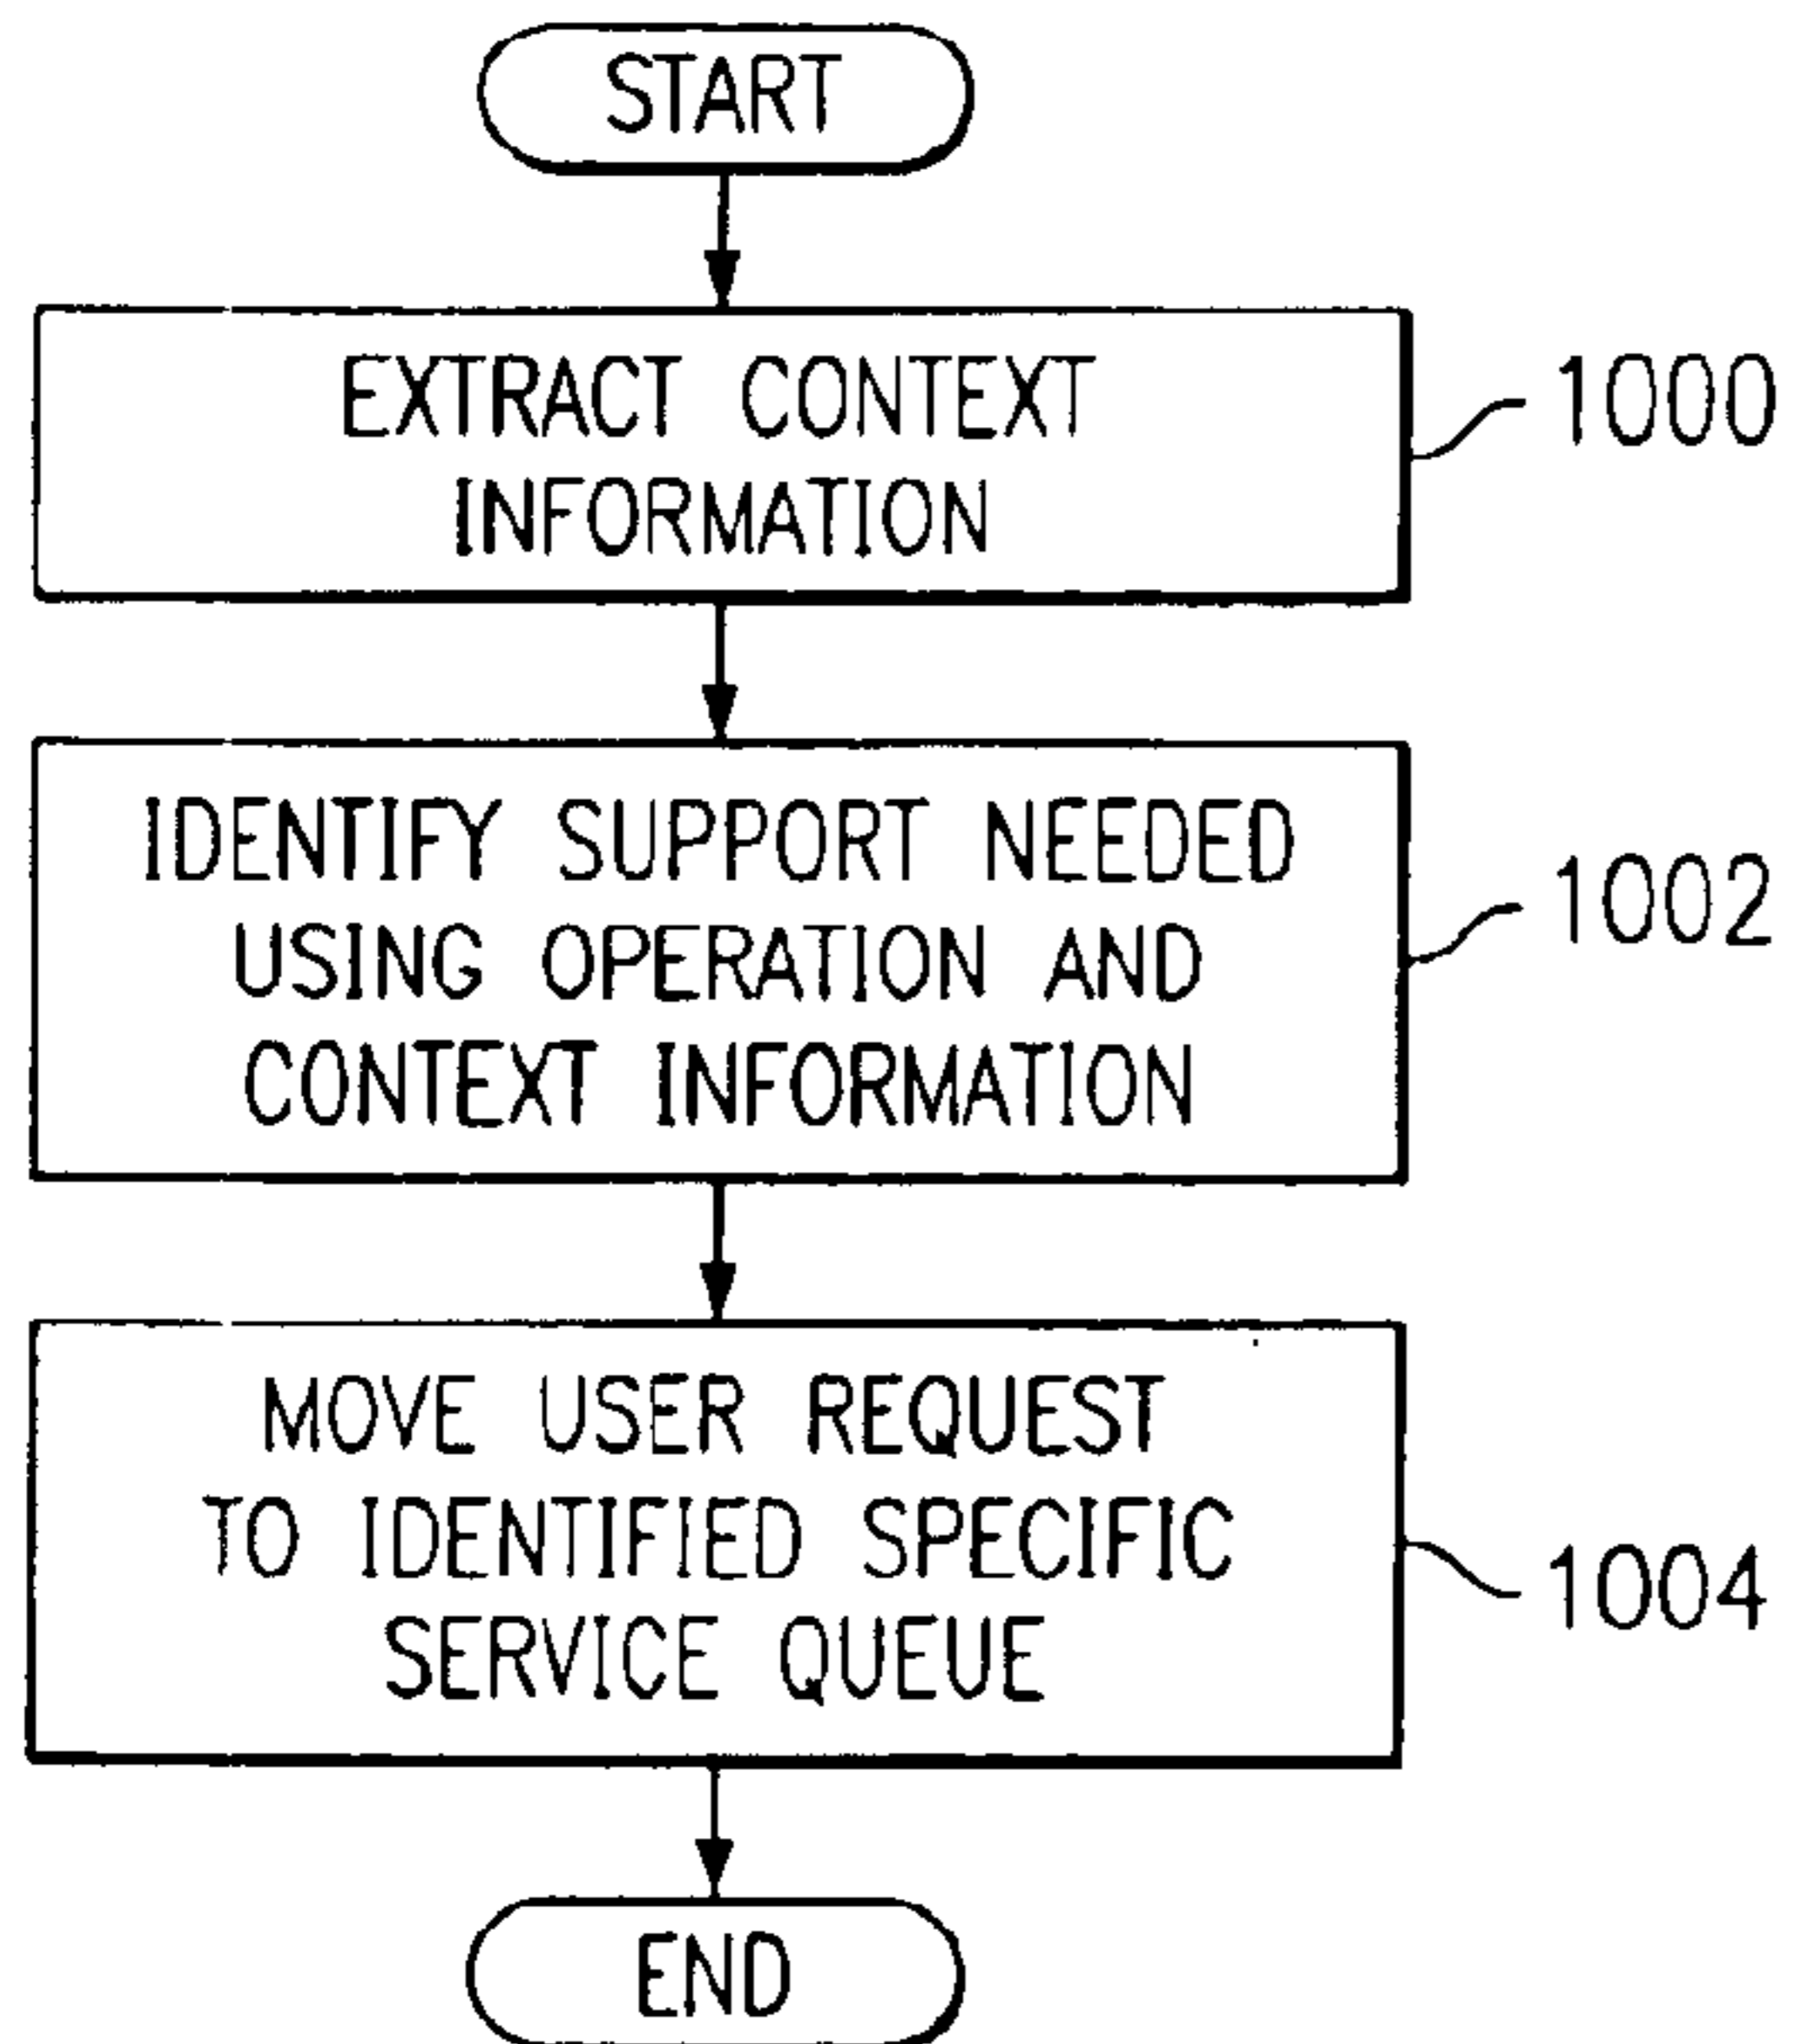 START
EXTRACT CONTEXT
INFORMATION
1000
IDENTIFY SUPPORT NEEDED
USING OPERATION AND
CONTEXT INFORMATION
1002
MOVE USER REQUEST
TO IDENTIFIED SPECIFIC
SERVICE QUEUE
1004
END